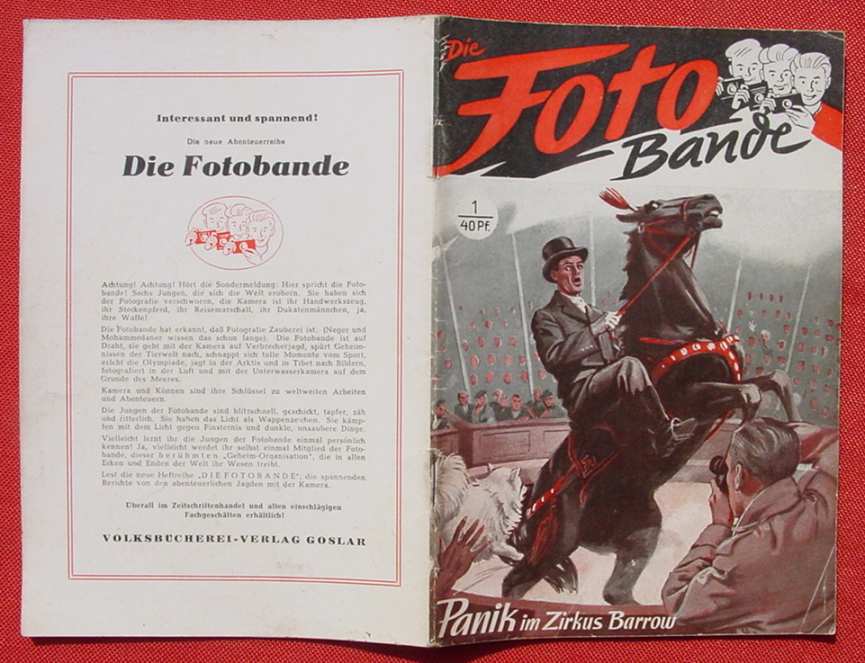 Interessant und spannend!
Die neue Abenteuerreihe
Die Fotobande
Achtung! Achtung! Hört die Sondermeldung: Hier spricht die Foto-
bande! Sechs Jungen, die sich die Welt erobern. Sie haben sich
der Fotografie verschworen, die Kamera ist ihr Handwerkszeug,
ihr Steckenpferd, ihr Reisemarschall, ihr Dukatenmännchen, ja,
ihre Waffe!
Die Fotobande hat erkannt, daß Fotografie Zauberei ist. (Neger und
Mohammedaner wissen das schon lange). Die Fotobande ist auf
Draht, sie geht mit der Kamera auf Verbrecherjagd, spürt Geheim-
nissen der Tierwelt nach, schnappt sich tolle Momente vom Sport,
erlebt die Olympiade, jagt in der Arktis und in Tibet nach Bildern,
fotografiert in der Luft und mit der Unterwasserkamera auf dem
Grunde des Meeres.
Kamera und Können sind ihre Schlüssel zu weltweiten Arbeiten
und Abenteuern.
Die Jungen der Fotobande sind blitzschnell, geschickt, tapfer, zäh
und ritterlich. Sie haben das Licht als Wappenzeichen. Sie kämp-
fen mit dem Licht gegen Finsternis und dunkle, unsaubere Dinge.
Vielleicht lernt ihr die Jungen der Fotobande einmal persönlich
kennen! Ja, vielleicht werdet ihr selbst einmal Mitglied der Foto-
bande, dieser berühmten „Geheim-Organisation", die in allen
Ecken und Enden der Welt ihr Wesen treibt.
Lest die neue Heftreihe „DIE FOTOBANDE", die spannenden
Berichte von den abenteuerlichen Jagden mit der Kamera.
Überall im Zeitschriftenhandel und allen einschlägigen
Fachgeschäften erhältlich!
VOLKSBÜCHEREI-VERLAG GOSLAR
Die
Foto
Bande
1
40 Pf.
Panik im Zirkus Barrow